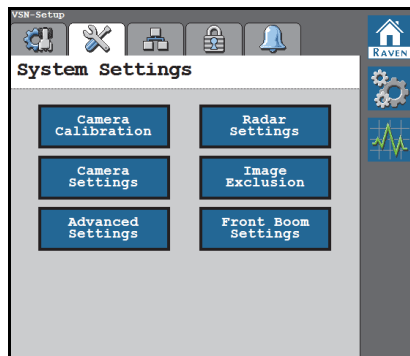 VSN-Setup
RAVEN
System Settings
Camera
Calibration
Radar
Settings
Camera
Settings
Image
Exclusion
Advanced
Settings
Front Boom
Settings